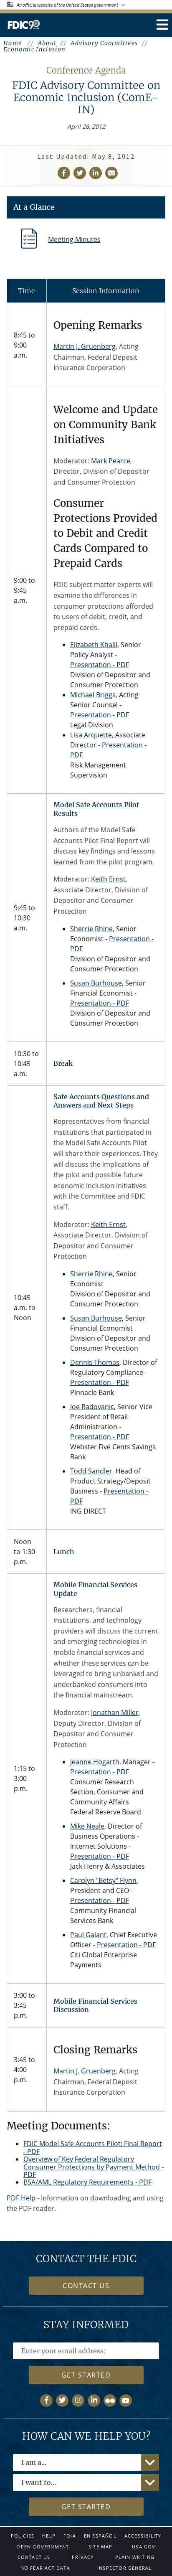 An official website of the United States government
FDIC90
Home // About // Advisory Committees //
Economic Inclusion
Conference Agenda
FDIC Advisory Committee on
Economic Inclusion (ComE-
IN)
April 26, 2012
Last Updated: May 8, 2012
At a Glance
Meeting Minutes
Time Session Information
8:45 to
9:00
a.m.
Opening Remarks
Martin J. Gruenberg, Acting
Chairman, Federal Deposit
Insurance Corporation
9:00 to
9:45
a.m.
Welcome and Update
on Community Bank
Initiatives
Moderator: Mark Pearce,
Director, Division of Depositor
and Consumer Protection
Consumer
Protections Provided
to Debit and Credit
Cards Compared to
Prepaid Cards
FDIC subject matter experts will
examine the differences in
consumer protections afforded
to users of debit, credit, and
prepaid cards.
Elizabeth Khalil, Senior
Policy Analyst -
Presentation - PDF
Division of Depositor and
Consumer Protection
Michael Briggs, Acting
Senior Counsel -
Presentation - PDF
Legal Division
Lisa Arquette, Associate
Director - Presentation -
PDF
Risk Management
Supervision
9:45 to
10:30
a.m.
Model Safe Accounts Pilot
Results
Authors of the Model Safe
Accounts Pilot Final Report will
discuss key findings and lessons
learned from the pilot program.
Moderator: Keith Ernst,
Associate Director, Division of
Depositor and Consumer
Protection
Sherrie Rhine, Senior
Economist - Presentation -
PDF
Division of Depositor and
Consumer Protection
Susan Burhouse, Senior
Financial Economist -
Presentation - PDF
Division of Depositor and
Consumer Protection
10:30 to
10:45
a.m.
Break
10:45
a.m. to
Noon
Safe Accounts Questions and
Answers and Next Steps
Representatives from financial
institutions that participated in
the Model Safe Accounts Pilot
will share their experiences. They
will discuss the implications of
the pilot as well as possible
future economic inclusion
initiatives with the
Committee and FDIC
staff.
Moderator: Keith Ernst,
Associate Director, Division of
Depositor and Consumer
Protection
Sherrie Rhine, Senior
Economist
Division of Depositor and
Consumer Protection
Susan Burhouse, Senior
Financial Economist
Division of Depositor and
Consumer Protection
Dennis Thomas, Director of
Regulatory Compliance -
Presentation - PDF
Pinnacle Bank
Joe Radovanic, Senior Vice
President of Retail
Administration -
Presentation - PDF
Webster Five Cents Savings
Bank
Todd Sandler, Head of
Product Strategy/Deposit
Business - Presentation -
PDF
ING DIRECT
Noon
to 1:30
p.m.
Lunch
1:15 to
3:00
p.m.
Mobile Financial Services
Update
Researchers, financial
institutions, and technology
providers will discuss the current
and emerging technologies in
mobile financial services and
whether these services can be
leveraged to bring unbanked and
underbanked consumers into
the financial mainstream.
Moderator: Jonathan Miller,
Deputy Director, Division of
Depositor and Consumer
Protection
Jeanne Hogarth, Manager -
Presentation - PDF
Consumer Research
Section, Consumer and
Community Affairs
Federal Reserve Board
Mike Neale, Director of
Business Operations -
Internet Solutions -
Presentation - PDF
Jack Henry & Associates
Carolyn "Betsy" Flynn,
President and CEO -
Presentation - PDF
Community Financial
Services Bank
Paul Galant, Chief Executive
Officer - Presentation - PDF
Citi Global Enterprise
Payments
3:00 to
3:45
p.m.
Mobile Financial Services
Discussion
3:45 to
4:00
p.m.
Closing Remarks
Martin J. Gruenberg, Acting
Chairman, Federal Deposit
Insurance Corporation
Meeting Documents:
FDIC Model Safe Accounts Pilot: Final Report
- PDF
Overview of Key Federal Regulatory
Consumer Protections by Payment Method -
PDF
BSA/AML Regulatory Requirements - PDF
PDF Help - Information on downloading and using
the PDF reader.
CONTACT THE FDIC
CONTACT US
STAY INFORMED
Enter your email address:
GET STARTED
HOW CAN WE HELP YOU?
I am a...
I want to...
GET STARTED
POLICIES HELP FOIA EN ESPAÑOL ACCESSIBILITY
OPEN GOVERNMENT SITE MAP USA.GOV
CONTACT US PRIVACY PLAIN WRITING
NO FEAR ACT DATA INSPECTOR GENERAL